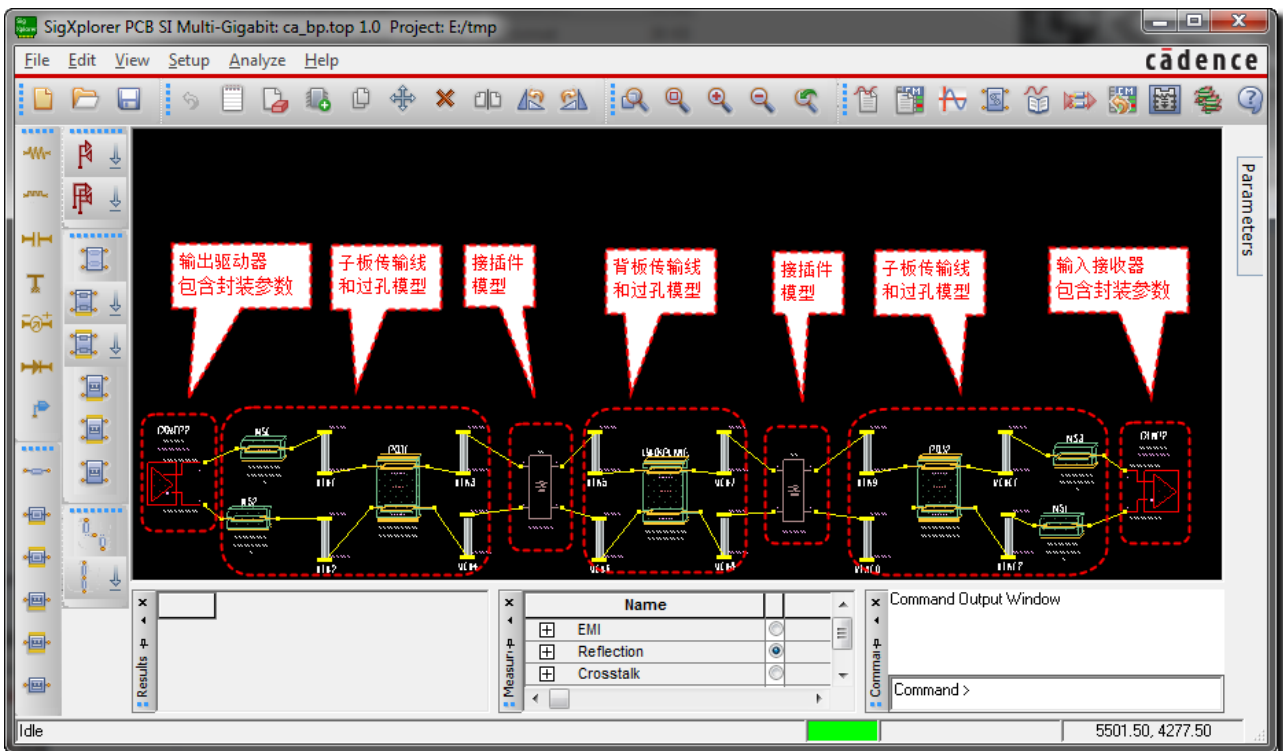 SigXplorer PCB SI Multi-Gigabit: ca_bp.top 1.0 Project: E:/tmp
File Edit View Setup Analyze Help
cādence
Parameters
输出驱动器
包含封装参数
子板传输线
和过孔模型
接插件
模型
背板传输线
和过孔模型
接插件
模型
子板传输线
和过孔模型
输入接收器
包含封装参数
MS3
MS2
MS1
Results
Measuri
Name
EMI
Reflection
Crosstalk
Command Output Window
Command >
Idle
5501.50, 4277.50